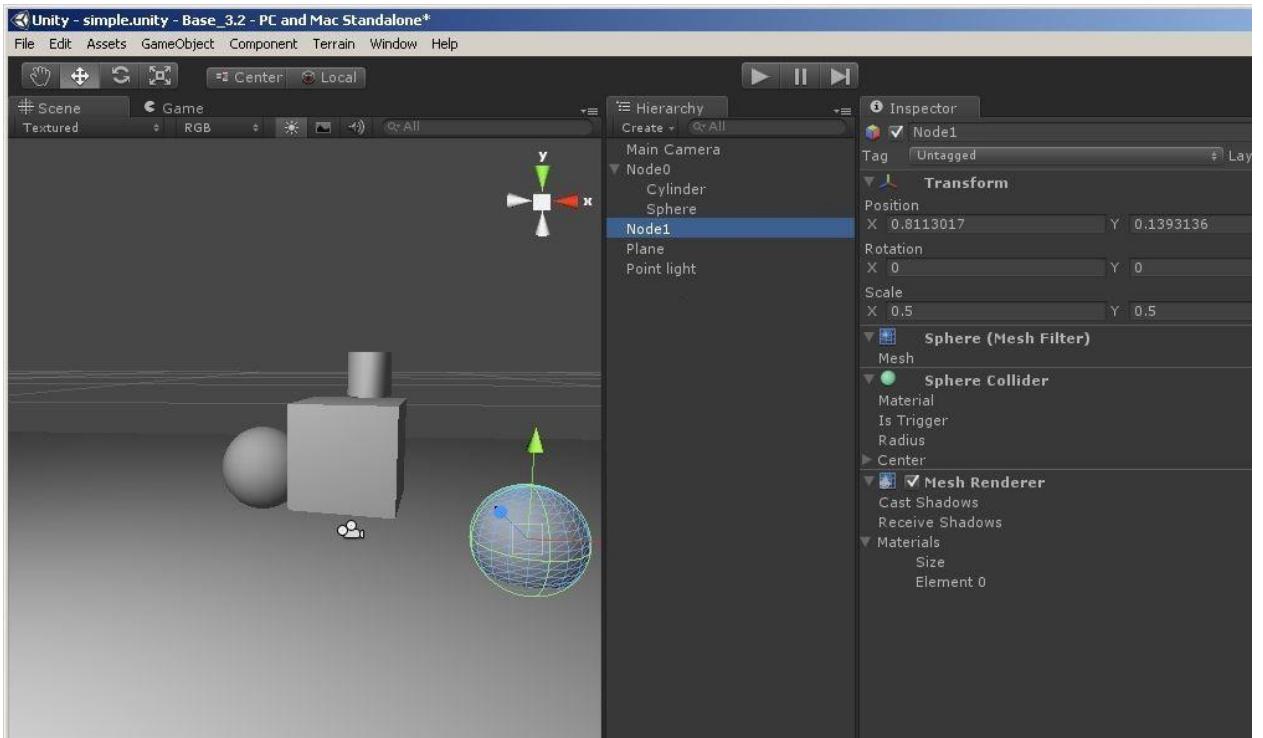 Unity - simple.unity - Base_3.2 - PC and Mac Standalone*
File Edit Assets GameObject Component Terrain Window Help
Center Local
Scene Game
Textured RGB All
y
x
Hierarchy
Create All
Main Camera
Node0
Cylinder
Sphere
Node1
Plane
Point light
Inspector
Node1
Tag Untagged Lay
Transform
Position
X 0.8113017 Y 0.1393136
Rotation
X 0 Y 0
Scale
X 0.5 Y 0.5
Sphere (Mesh Filter)
Mesh
Sphere Collider
Material
Is Trigger
Radius
Center
Mesh Renderer
Cast Shadows
Receive Shadows
Materials
Size
Element 0